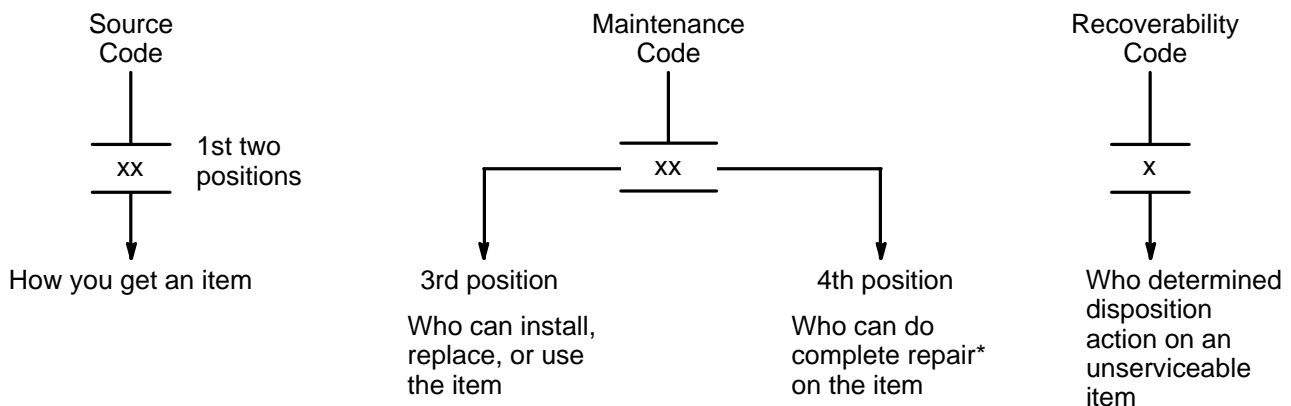 Source
Code
xx
1st two
positions
How you get an item
Maintenance
Code
xx
3rd position
Who can install,
replace, or use
the item
4th position
Who can do
complete repair*
on the item
Recoverability
Code
x
Who determined
disposition
action on an
unserviceable
item